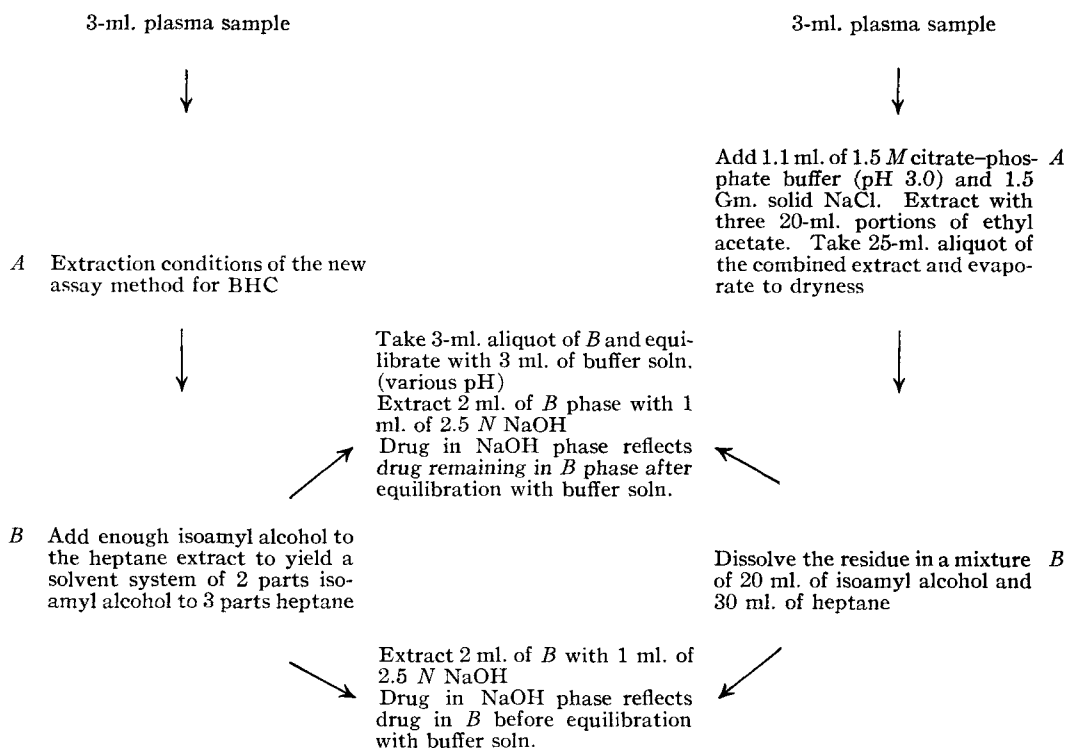 3-ml. plasma sample
3-ml. plasma sample
Add 1.1 ml. of 1.5 M citrate–phos- A
phate buffer (pH 3.0) and 1.5
Gm. solid NaCl. Extract with
three 20-ml. portions of ethyl
acetate. Take 25-ml. aliquot of
the combined extract and evapo-
rate to dryness
A Extraction conditions of the new
assay method for BHC
Take 3-ml. aliquot of B and equi-
librate with 3 ml. of buffer soln.
(various pH)
Extract 2 ml. of B phase with 1
ml. of 2.5 N NaOH
Drug in NaOH phase reflects
drug remaining in B phase after
equilibration with buffer soln.
B Add enough isoamyl alcohol to
the heptane extract to yield a
solvent system of 2 parts iso-
amyl alcohol to 3 parts heptane
Dissolve the residue in a mixture B
of 20 ml. of isoamyl alcohol and
30 ml. of heptane
Extract 2 ml. of B with 1 ml. of
2.5 N NaOH
Drug in NaOH phase reflects
drug in B before equilibration
with buffer soln.